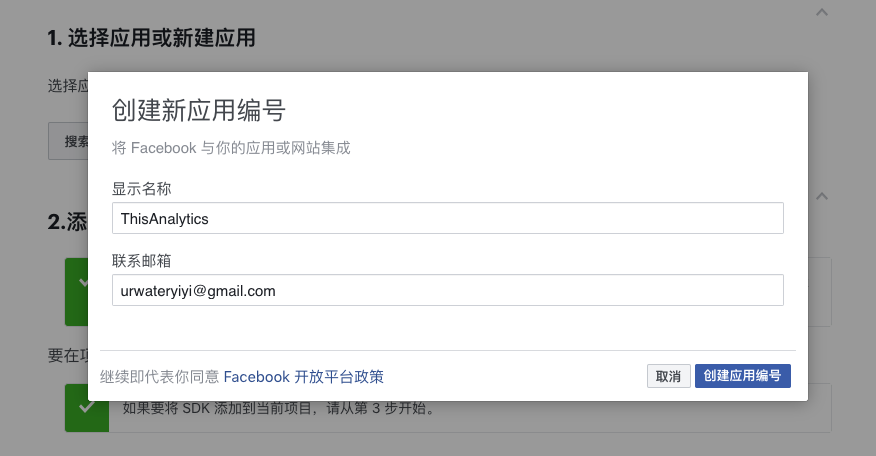 1. 选择应用或新建应用
选择应
搜索
创建新应用编号
将 Facebook 与你的应用或网站集成
显示名称
ThisAnalytics
联系邮箱
urwateryiyi@gmail.com
继续即代表你同意 Facebook 开放平台政策
取消
创建应用编号
2.添
要在项
如果要将 SDK 添加到当前项目，请从第 3 步开始。